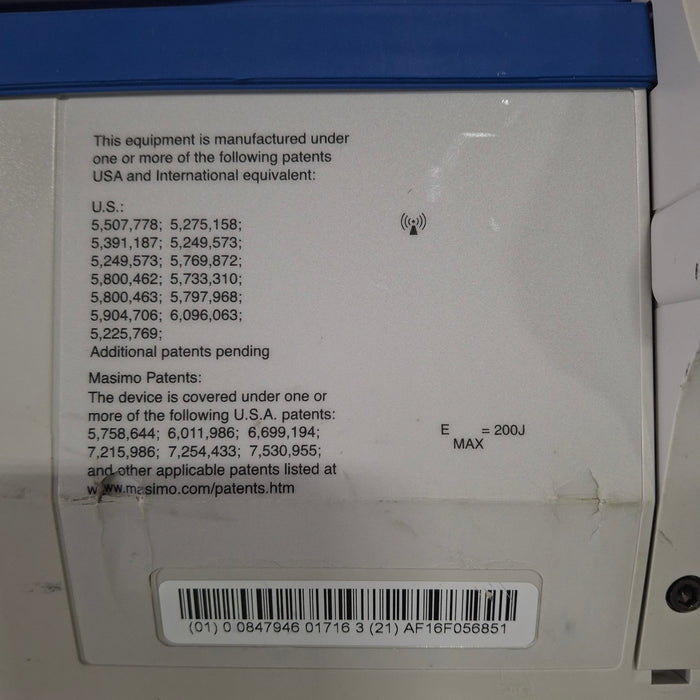 This equipment is manufactured under
one or more of the following patents
USA and International equivalent:
U.S.:
5,507,778; 5,275,158;
5,391,187; 5,249,573;
5,249,573; 5,769,872;
5,800,462; 5,733,310;
5,800,463; 5,797,968;
5,904,706; 6,096,063;
5,225,769;
Additional patents pending
Masimo Patents:
The device is covered under one or
more of the following U.S.A. patents:
5,758,644; 6,011,986; 6,699,194;
7,215,986; 7,254,433; 7,530,955;
and other applicable patents listed at
www.masimo.com/patents.htm
E MAX = 200J
(01) 0 0847946 01716 3 (21) AF16F056851